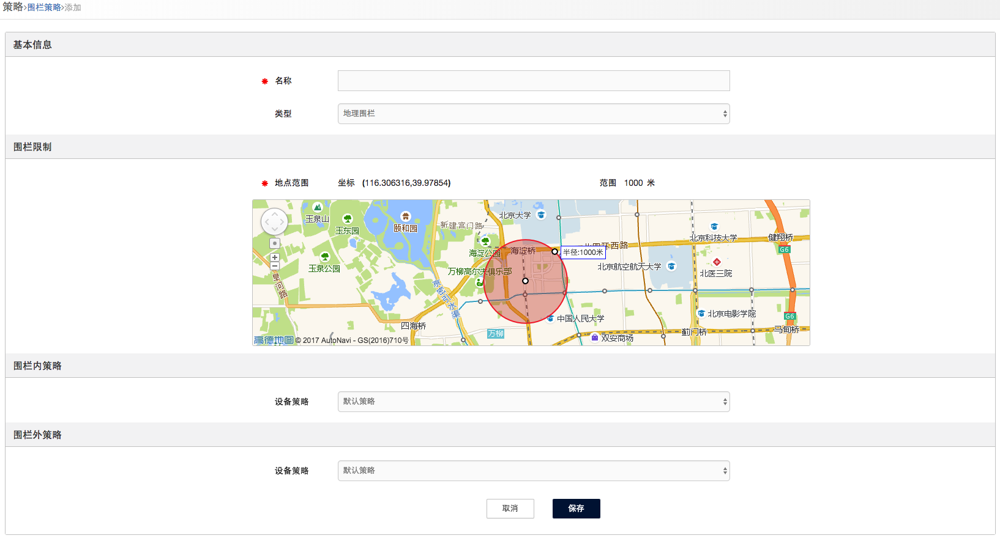 策略>围栏策略>添加
基本信息
名称
类型
地理围栏
围栏限制
地点范围
坐标 (116.306316,39.97854)
范围 1000 米
玉泉山
玉东园
颐和园
新建宫门路
北京大学
北京科技大学
健翔桥
G6
海淀公园
海淀桥
半径:1000米
北四环西路
玉泉公园
万柳高尔夫俱乐部
北京航空航天大学
北医三院
旱河路
京密引水渠
四海桥
万柳
中国人民大学
双安商场
北京电影学院
蓟门桥
G6
马甸桥
高德地图 © 2017 AutoNavi - GS(2016)710号
围栏内策略
设备策略
默认策略
围栏外策略
设备策略
默认策略
取消
保存